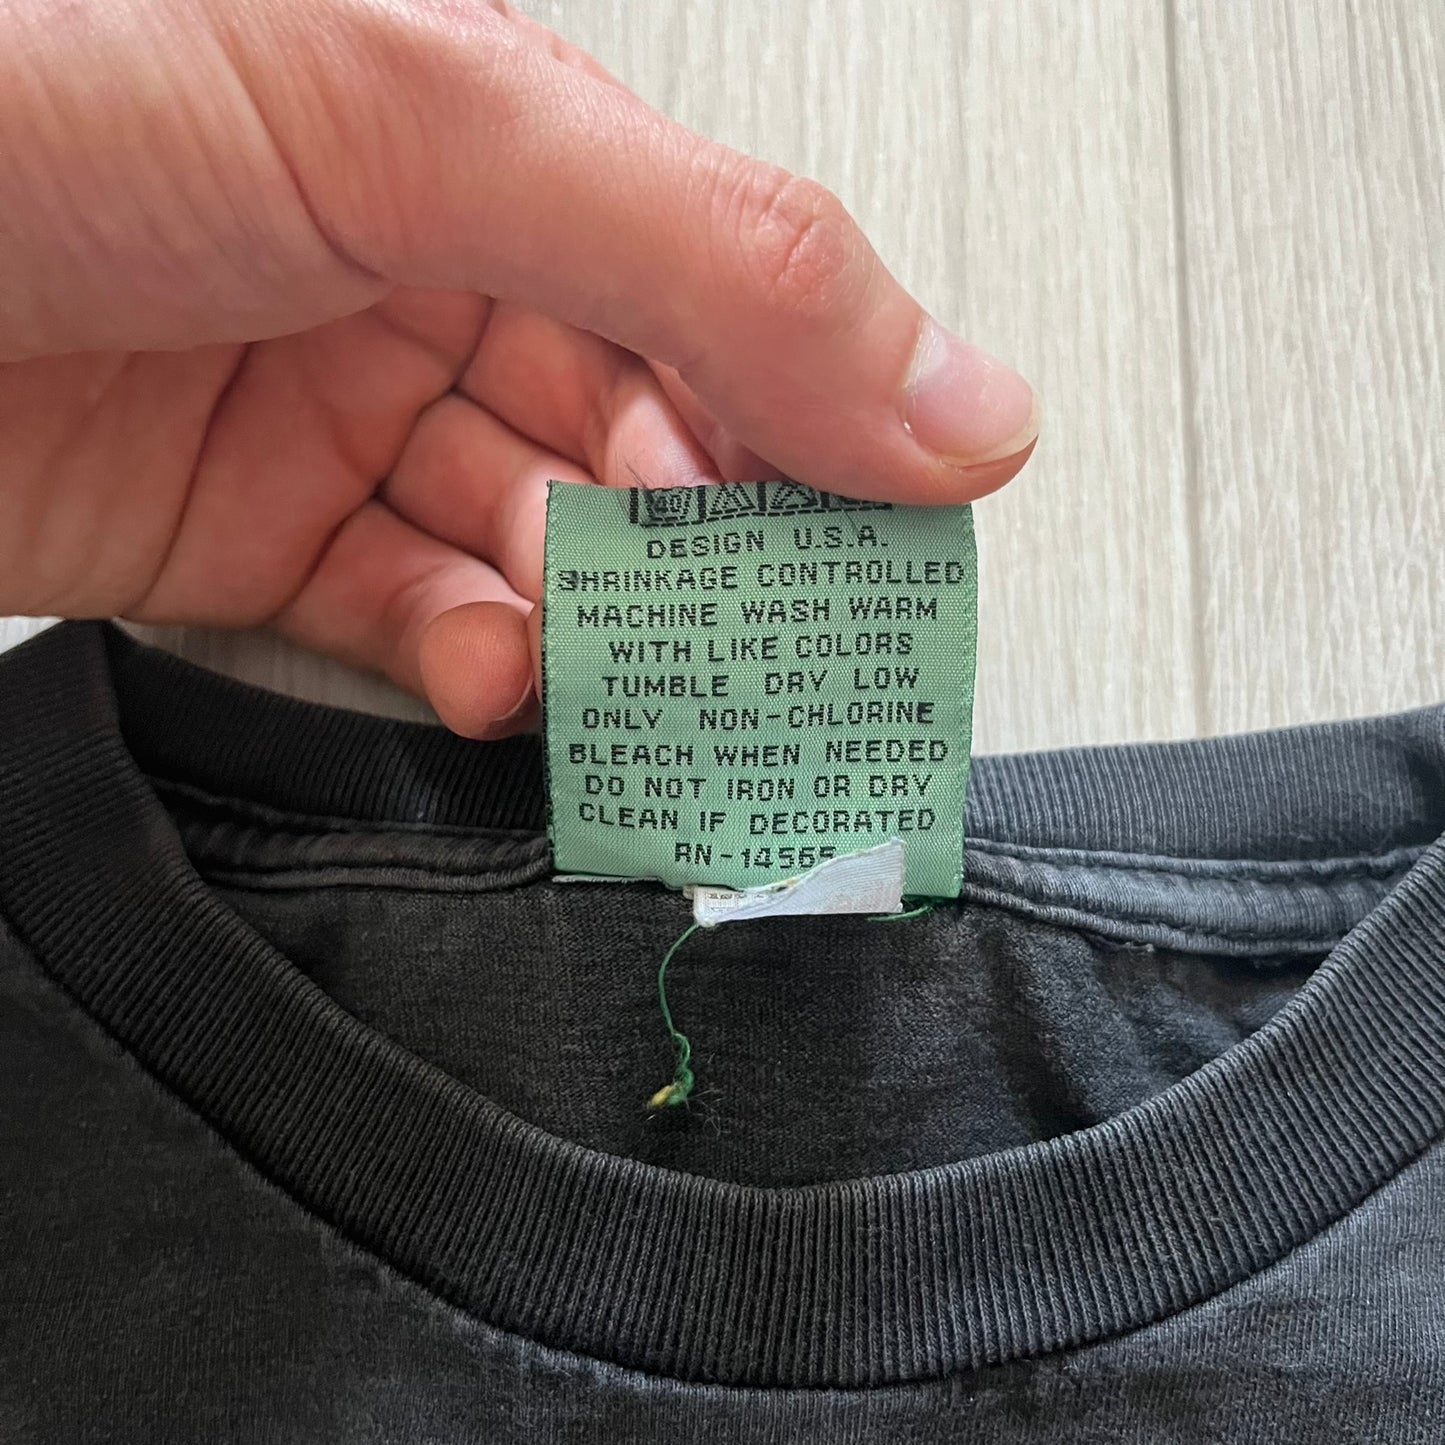 40
DESIGN U.S.A.
SHRINKAGE CONTROLLED
MACHINE WASH WARM
WITH LIKE COLORS
TUMBLE DRY LOW
ONLY NON-CHLORINE
BLEACH WHEN NEEDED
DO NOT IRON OR DRY
CLEAN IF DECORATED
RN-14565